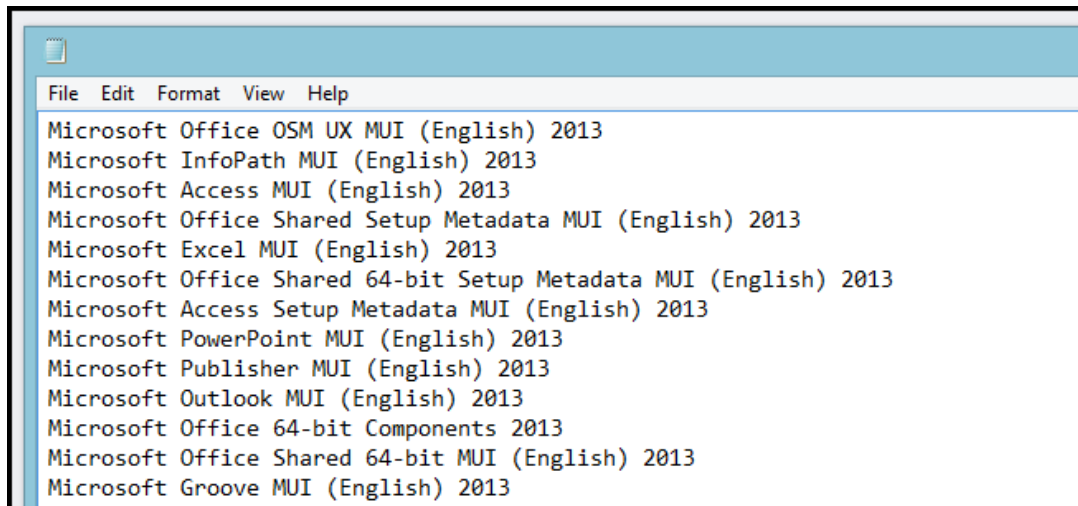 File Edit Format View Help
Microsoft Office OSM UX MUI (English) 2013
Microsoft InfoPath MUI (English) 2013
Microsoft Access MUI (English) 2013
Microsoft Office Shared Setup Metadata MUI (English) 2013
Microsoft Excel MUI (English) 2013
Microsoft Office Shared 64-bit Setup Metadata MUI (English) 2013
Microsoft Access Setup Metadata MUI (English) 2013
Microsoft PowerPoint MUI (English) 2013
Microsoft Publisher MUI (English) 2013
Microsoft Outlook MUI (English) 2013
Microsoft Office 64-bit Components 2013
Microsoft Office Shared 64-bit MUI (English) 2013
Microsoft Groove MUI (English) 2013